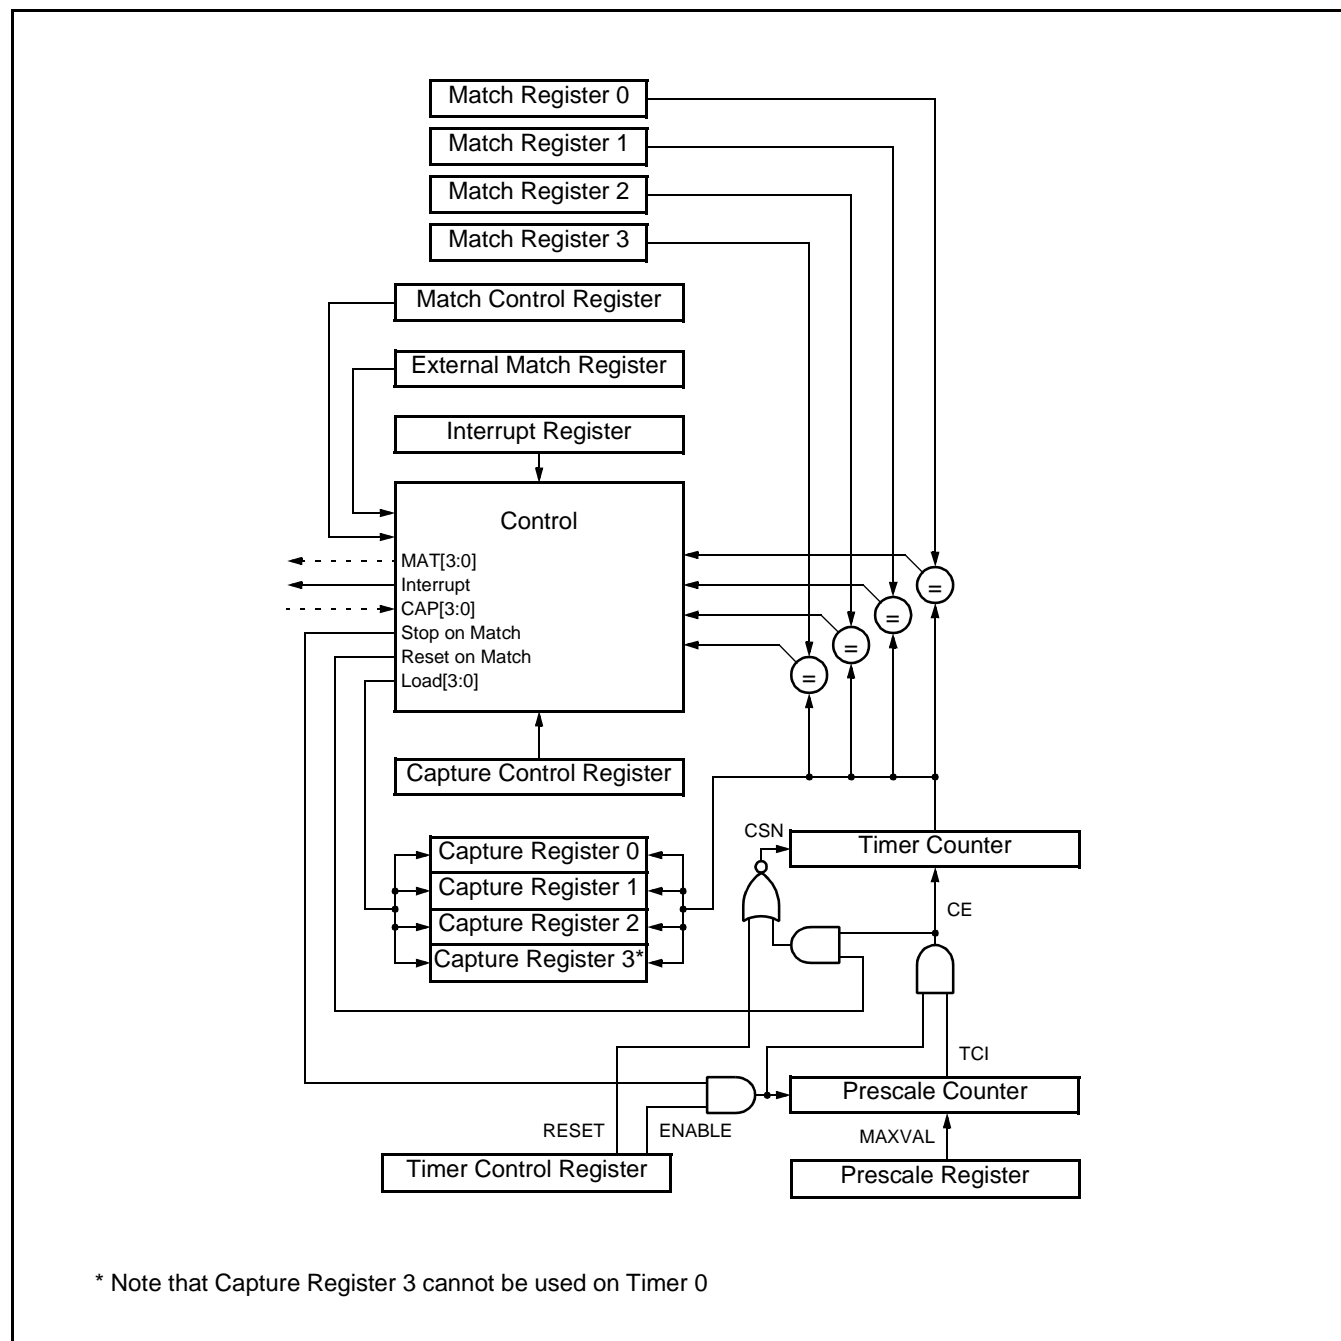 Match Register 0
Match Register 1
Match Register 2
Match Register 3
Match Control Register
External Match Register
Interrupt Register
Control
MAT[3:0]
Interrupt
CAP[3:0]
Stop on Match
Reset on Match
Load[3:0]
=
=
=
=
Capture Control Register
CSN
Timer Counter
Capture Register 0
Capture Register 1
Capture Register 2
Capture Register 3*
CE
TCI
Prescale Counter
RESET
ENABLE
MAXVAL
Timer Control Register
Prescale Register
* Note that Capture Register 3 cannot be used on Timer 0